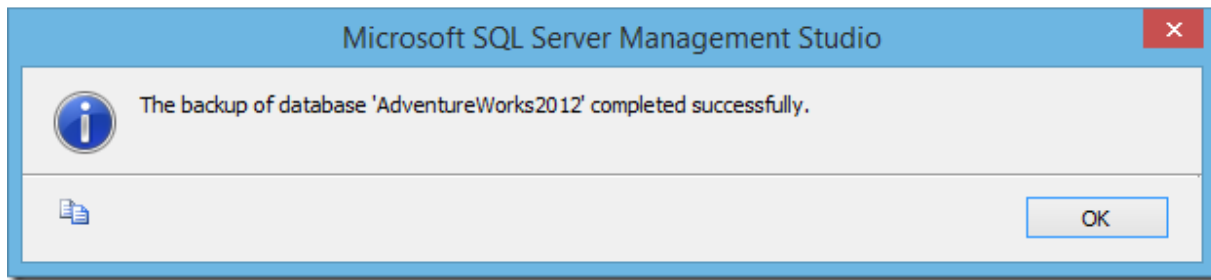 Microsoft SQL Server Management Studio
The backup of database 'AdventureWorks2012' completed successfully.
OK